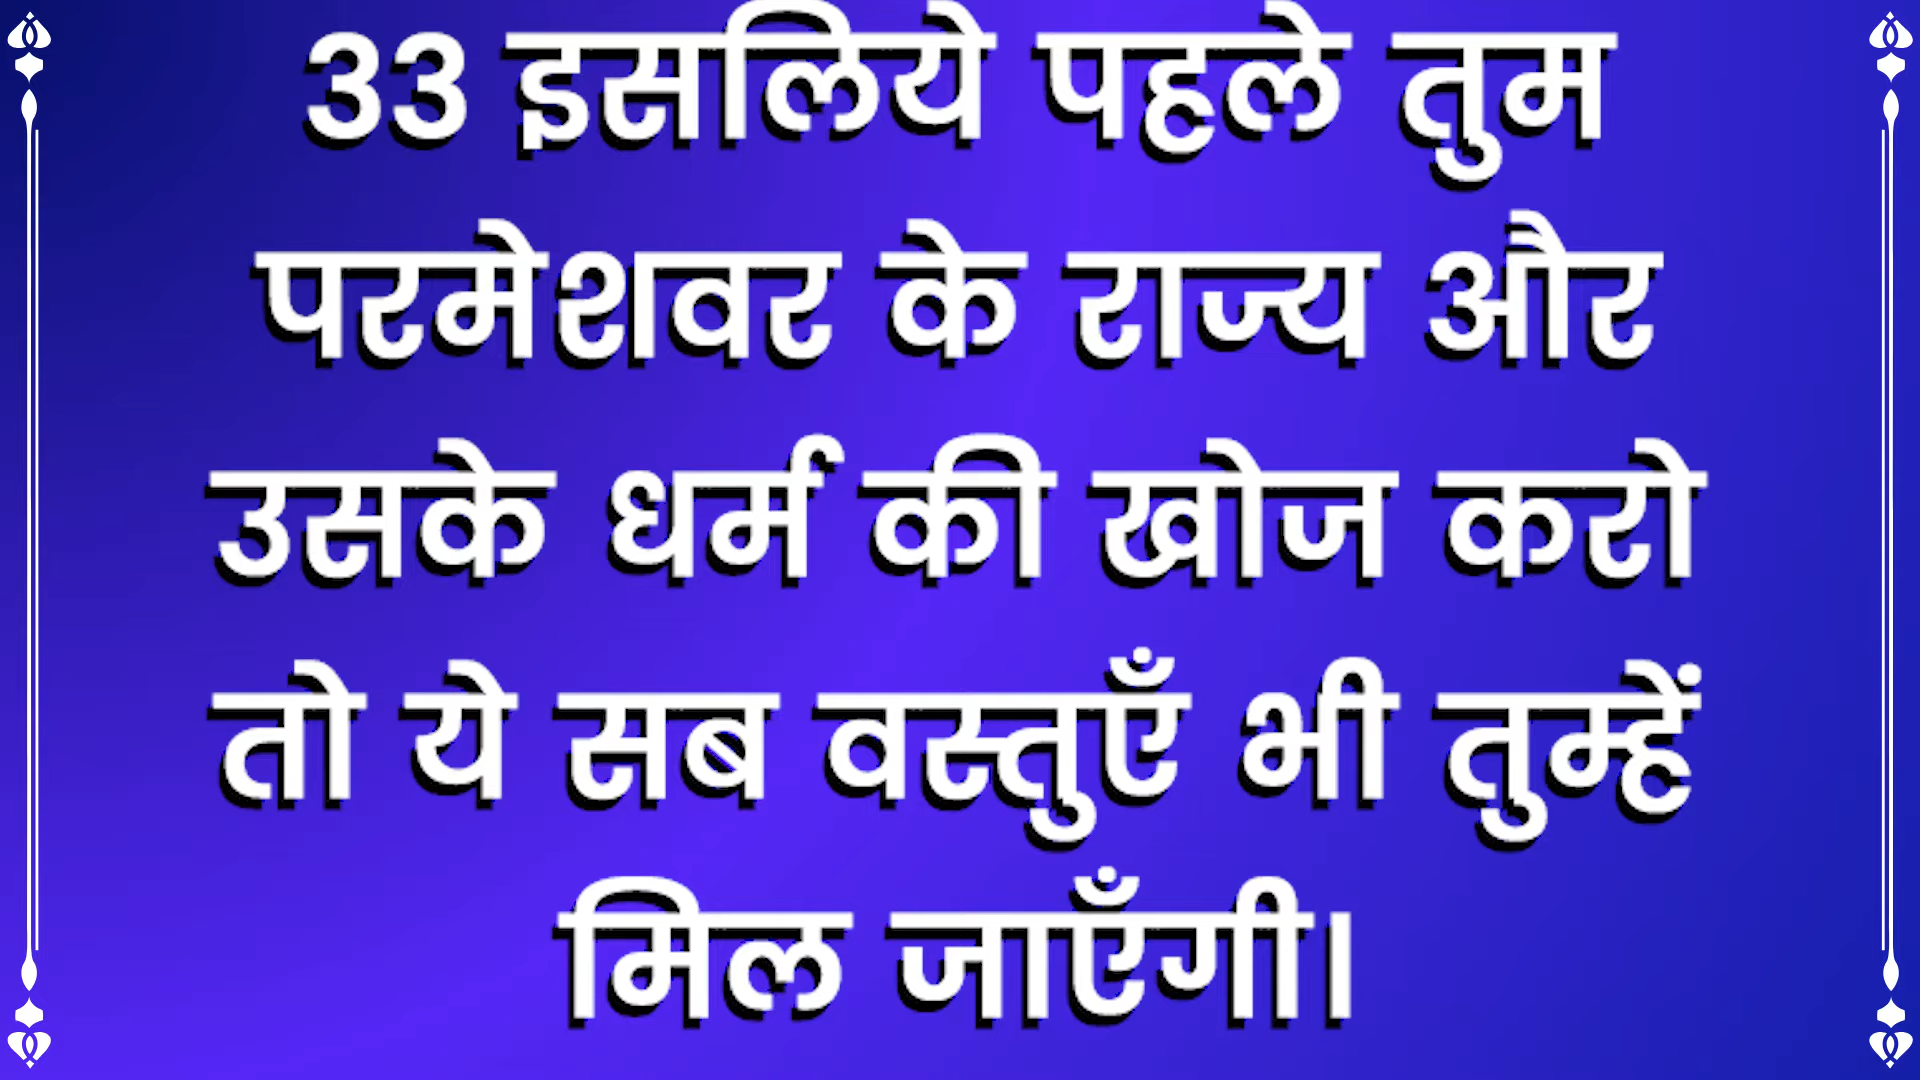 33 इसलिये पहले तुम
परमेशवर के राज्य और
उसके धर्म की खोज करो
तो ये सब वस्तुएँ भी तुम्हें
मिल जाएँगी।